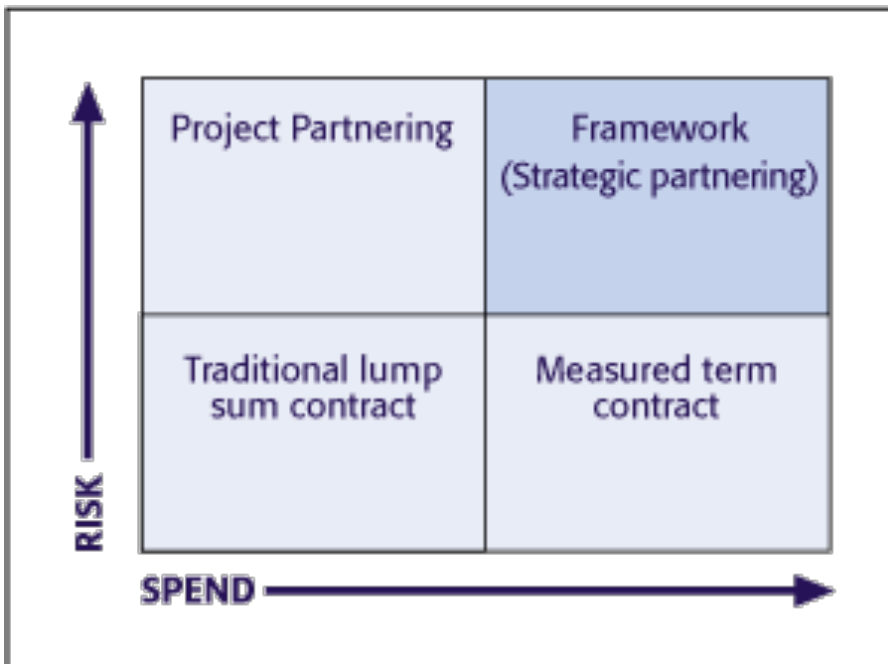 Project Partnering
Framework
(Strategic partnering)
Traditional lump
sum contract
Measured term
contract
RISK
SPEND